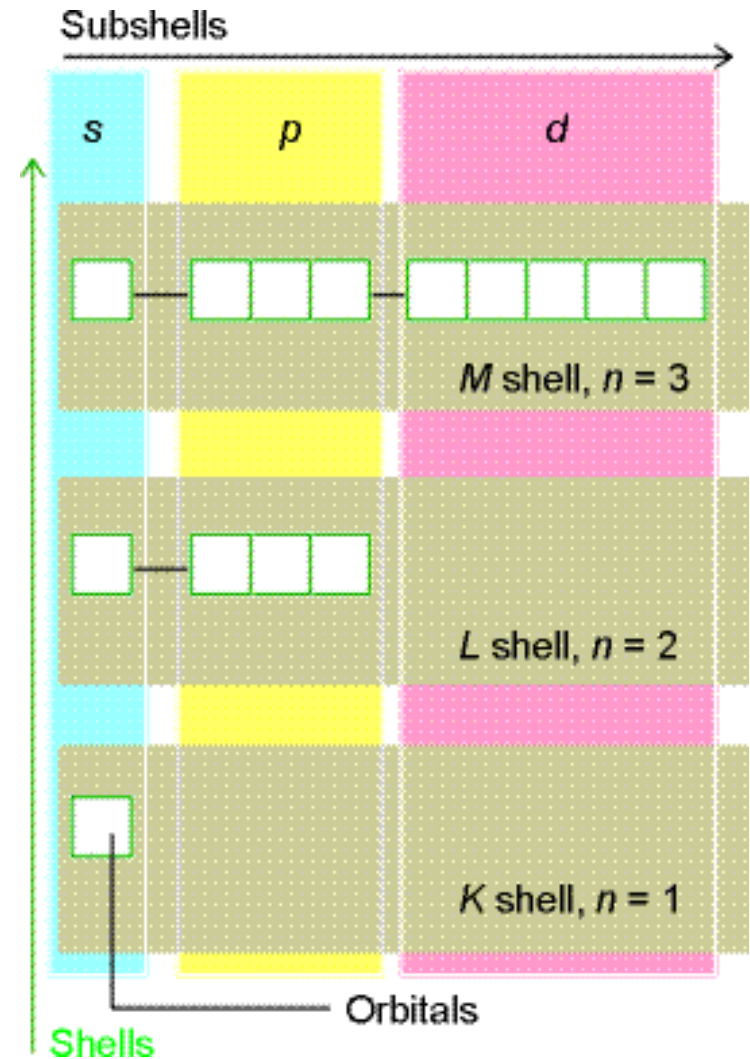 Subshells
s p d
M shell, n = 3
L shell, n = 2
K shell, n = 1
Orbitals
Shells